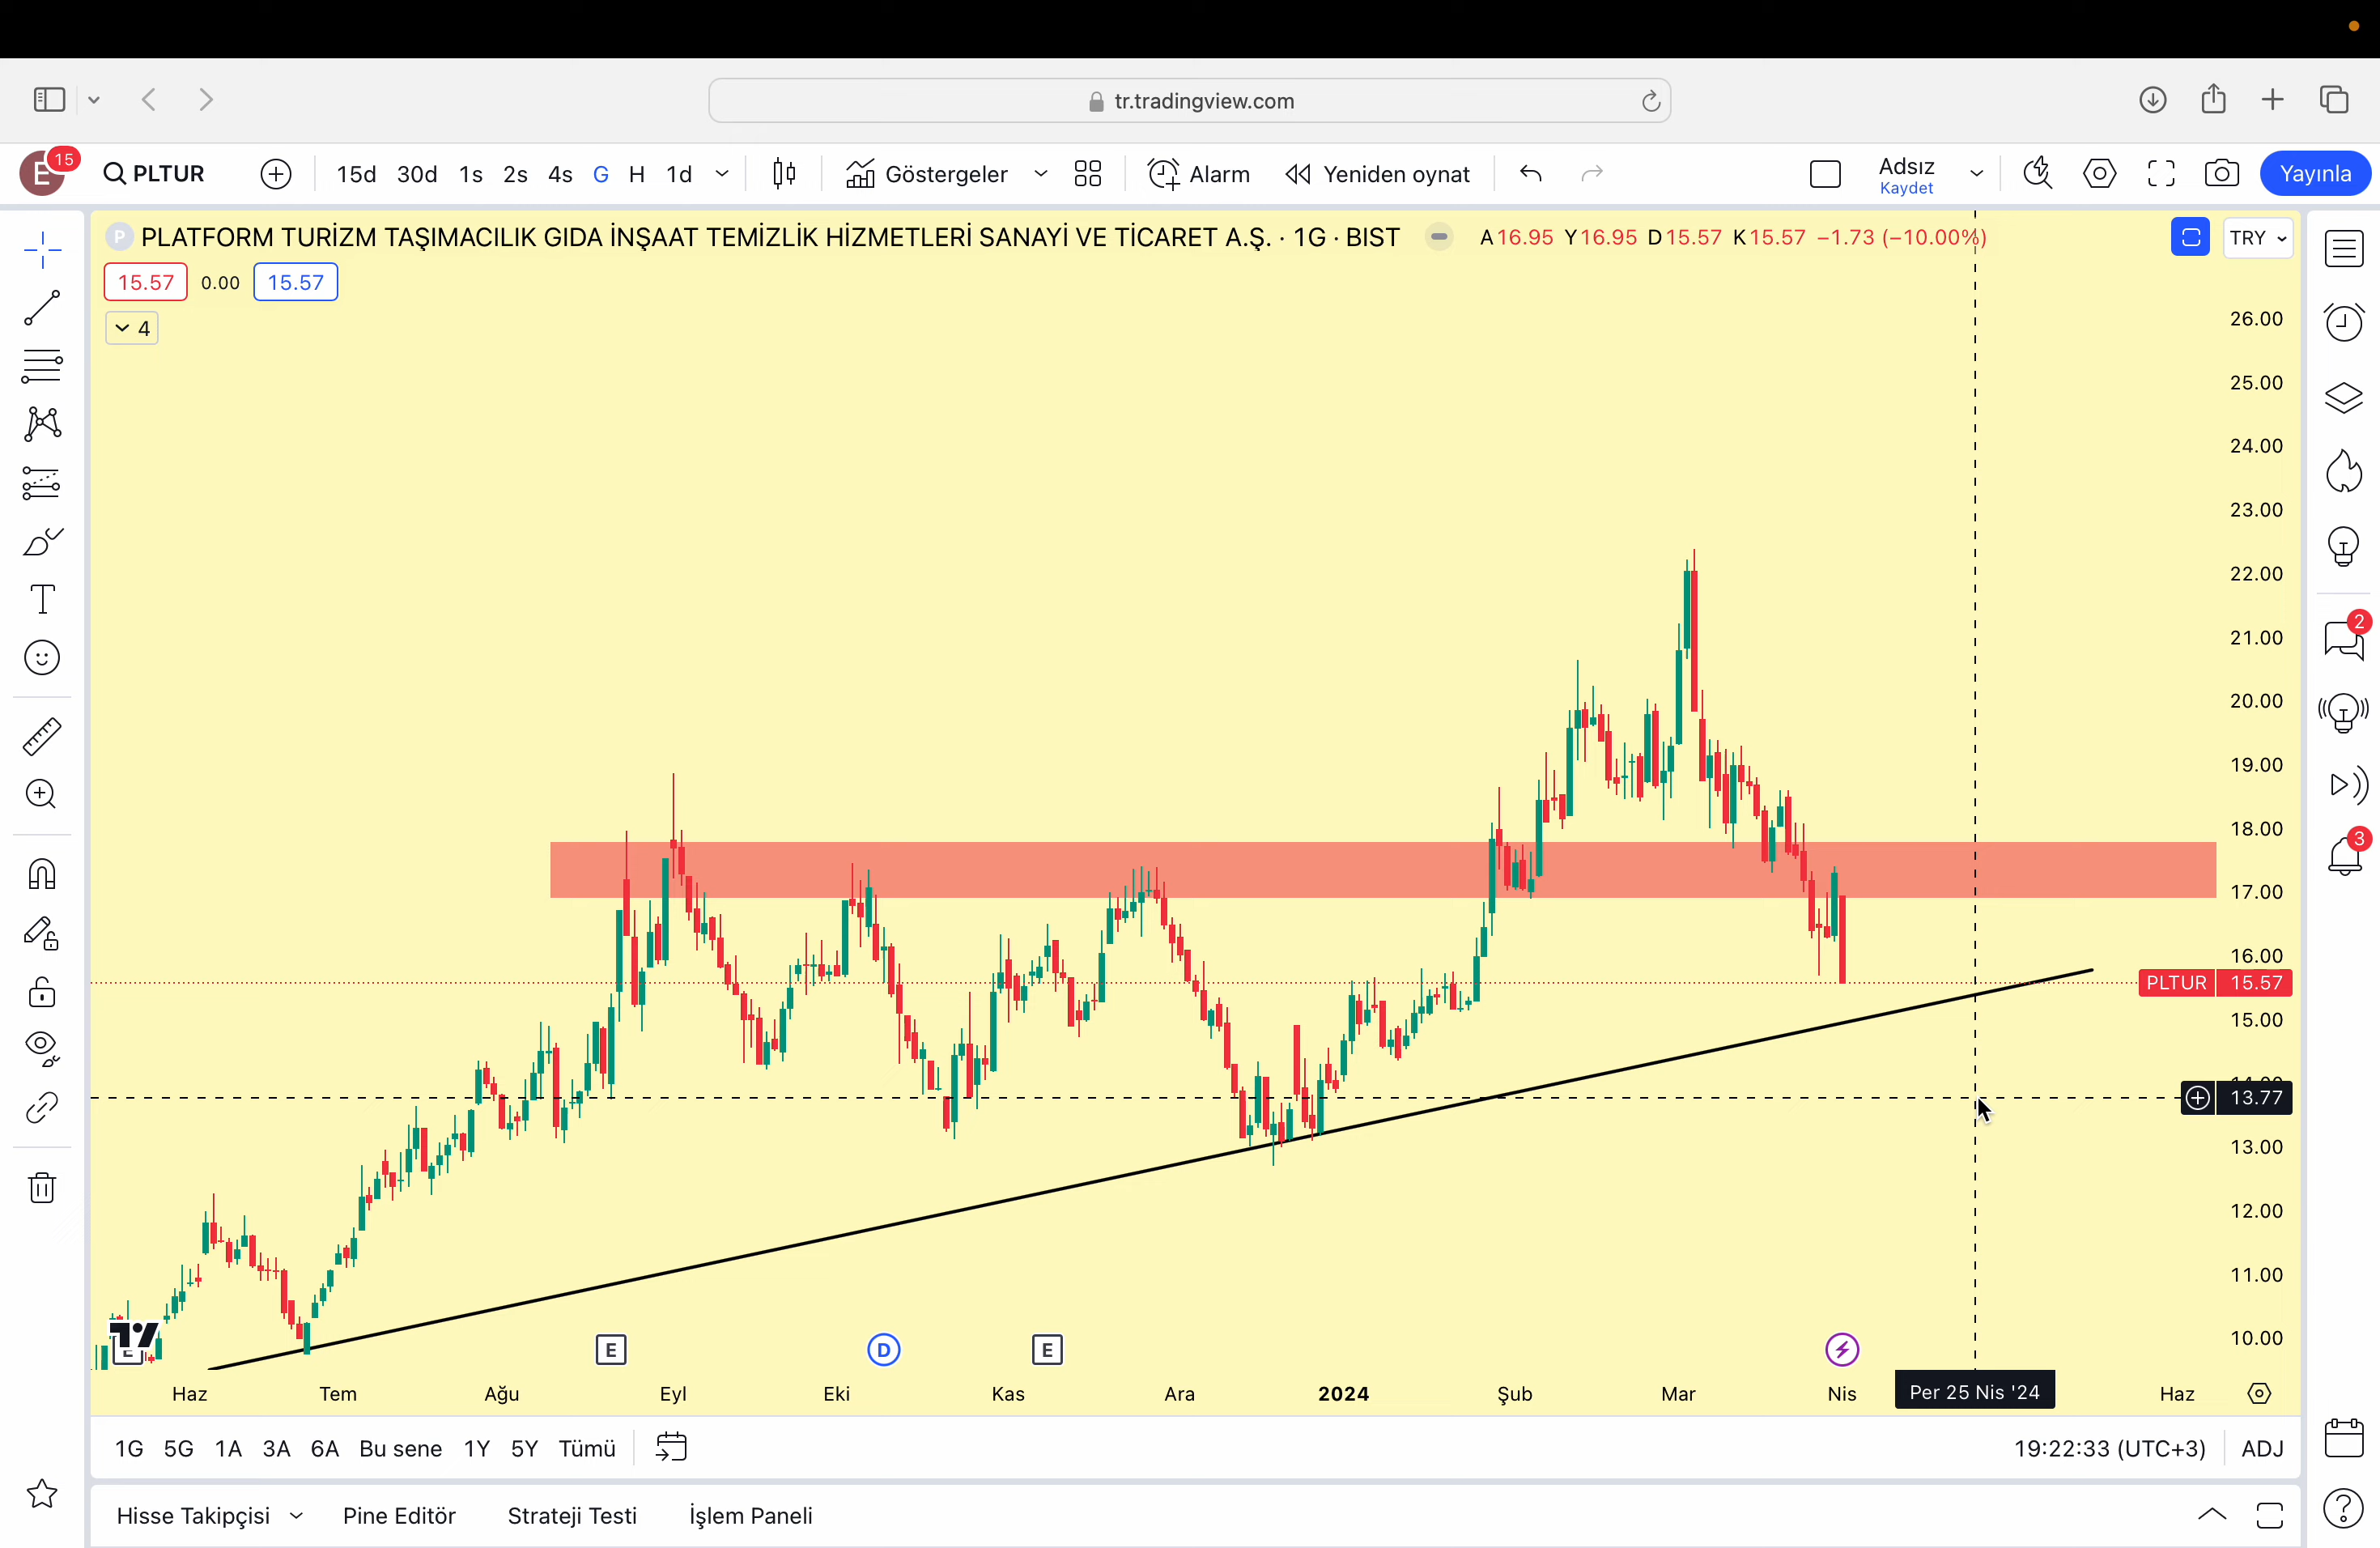 tr.tradingview.com
E 15 PLTUR 15d 30d 1s 2s 4s G H 1d Göstergeler Alarm Yeniden oynat Adsız Yayınla
Kaydet
P PLATFORM TURİZM TAŞIMACILIK GIDA İNŞAAT TEMİZLİK HİZMETLERİ SANAYİ VE TİCARET A.Ş. · 1G · BIST A16.95 Y16.95 D15.57 K15.57 −1.73 (−10.00%) TRY
15.57 0.00 15.57
4
26.00
25.00
24.00
23.00
22.00
2
21.00
20.00
19.00
18.00
3
17.00
16.00
PLTUR 15.57
15.00
13.77
13.00
12.00
11.00
10.00
E E D E
Haz Tem Ağu Eyl Eki Kas Ara 2024 Şub Mar Nis Per 25 Nis '24 Haz
1G 5G 1A 3A 6A Bu sene 1Y 5Y Tümü 19:22:33 (UTC+3) ADJ
Hisse Takipçisi Pine Editör Strateji Testi İşlem Paneli